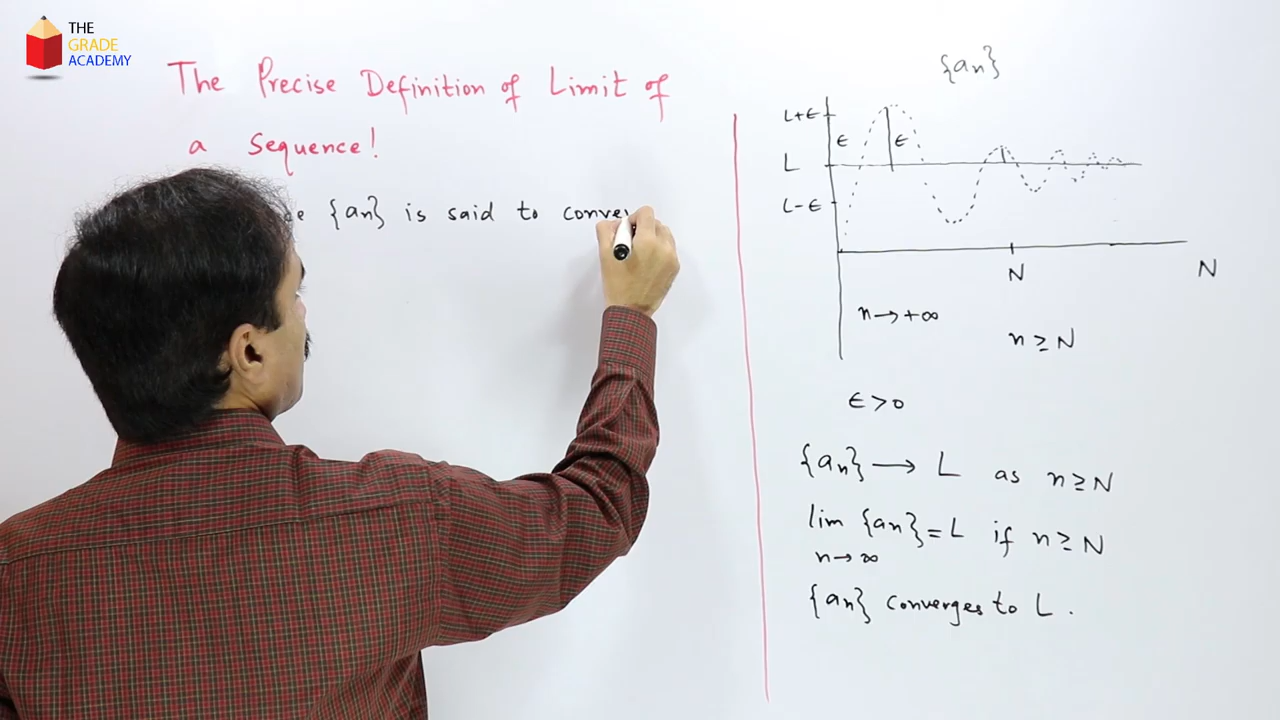 THE
GRADE
ACADEMY
The Precise Definition of Limit of
a Sequence!
{an} is said to
{an}
L+ϵ
ϵ
ϵ
L
L-ϵ
N
N
n→+∞
n≥N
ϵ>0
{an} → L as n≥N
lim {an}=L if n≥N
n→∞
{an} converges to L.